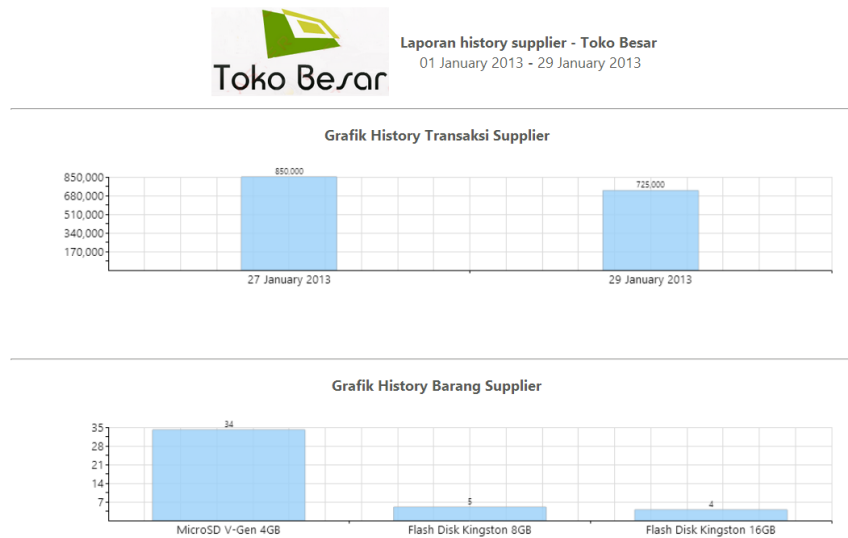 Toko Besar
Laporan history supplier - Toko Besar
01 January 2013 - 29 January 2013
Grafik History Transaksi Supplier
850,000
680,000
510,000
340,000
170,000
850,000
725,000
27 January 2013
29 January 2013
Grafik History Barang Supplier
35
28
21
14
7
34
5
4
MicroSD V-Gen 4GB
Flash Disk Kingston 8GB
Flash Disk Kingston 16GB